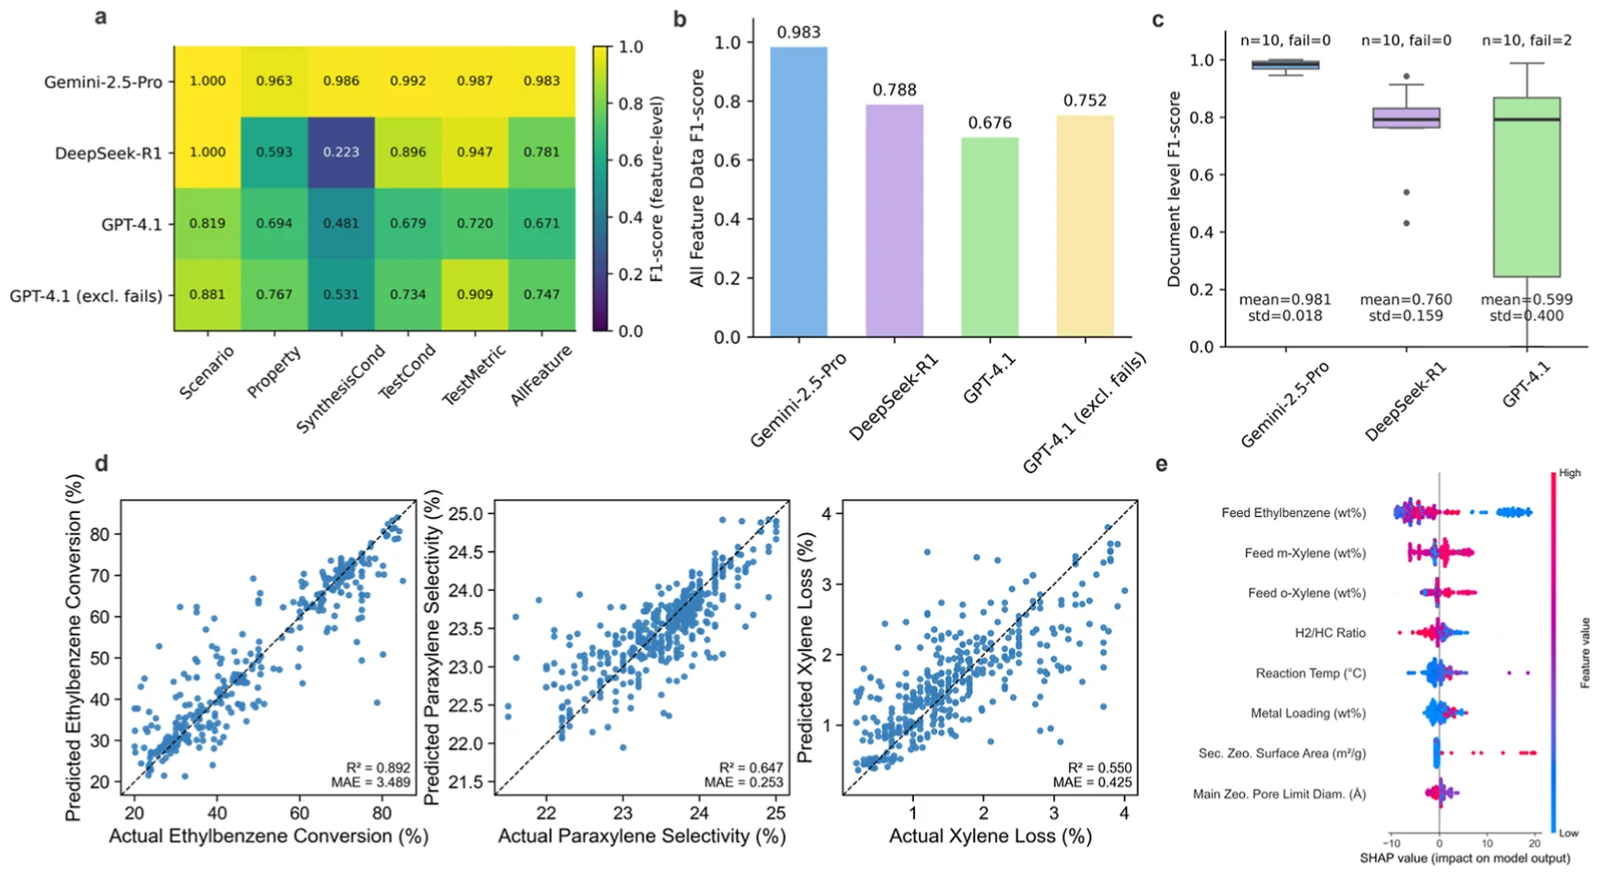 a
Gemini-2.5-Pro
DeepSeek-R1
GPT-4.1
GPT-4.1 (excl. fails)
1.000 0.963 0.986 0.992 0.987 0.983
1.000 0.593 0.223 0.896 0.947 0.781
0.819 0.694 0.481 0.679 0.720 0.671
0.881 0.767 0.531 0.734 0.909 0.747
Scenario
Property
SynthesisCond
TestCond
TestMetric
AllFeature
1.0
0.8
0.6
0.4
0.2
0.0
F1-score (feature-level)
b
All Feature Data F1-score
1.0
0.8
0.6
0.4
0.2
0.0
0.983
0.788
0.676
0.752
Gemini-2.5-Pro
DeepSeek-R1
GPT-4.1
GPT-4.1 (excl. fails)
c
Document level F1-score
1.0
0.8
0.6
0.4
0.2
0.0
n=10, fail=0
n=10, fail=0
n=10, fail=2
mean=0.981
std=0.018
mean=0.760
std=0.159
mean=0.599
std=0.400
Gemini-2.5-Pro
DeepSeek-R1
GPT-4.1
d
Predicted Ethylbenzene Conversion (%)
80
70
60
50
40
30
20
R² = 0.892
MAE = 3.489
20 40 60 80
Actual Ethylbenzene Conversion (%)
Predicted Paraxylene Selectivity (%)
25.0
24.5
24.0
23.5
23.0
22.5
22.0
21.5
R² = 0.647
MAE = 0.253
22 23 24 25
Actual Paraxylene Selectivity (%)
Predicted Xylene Loss (%)
4
3
2
1
R² = 0.550
MAE = 0.425
1 2 3 4
Actual Xylene Loss (%)
e
Feed Ethylbenzene (wt%)
Feed m-Xylene (wt%)
Feed o-Xylene (wt%)
H2/HC Ratio
Reaction Temp (°C)
Metal Loading (wt%)
Sec. Zeo. Surface Area (m²/g)
Main Zeo. Pore Limit Diam. (Å)
−10 0 10 20
SHAP value (impact on model output)
High
Feature value
Low